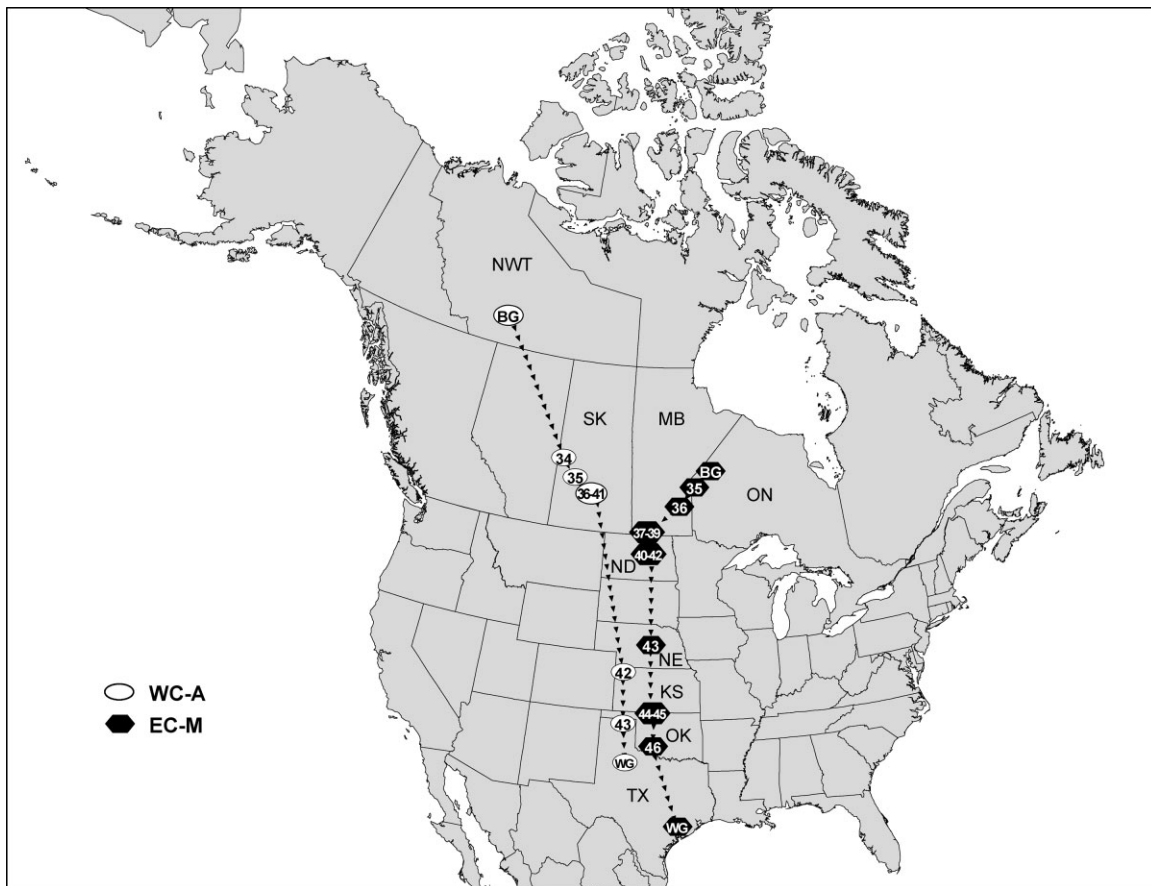 NWT
BG
SK
MB
34
BG
35
35
36-41
ON
36
37-39
40-42
ND
43
NE
42
WC-A
KS
44-45
43
EC-M
OK
46
WG
TX
WG